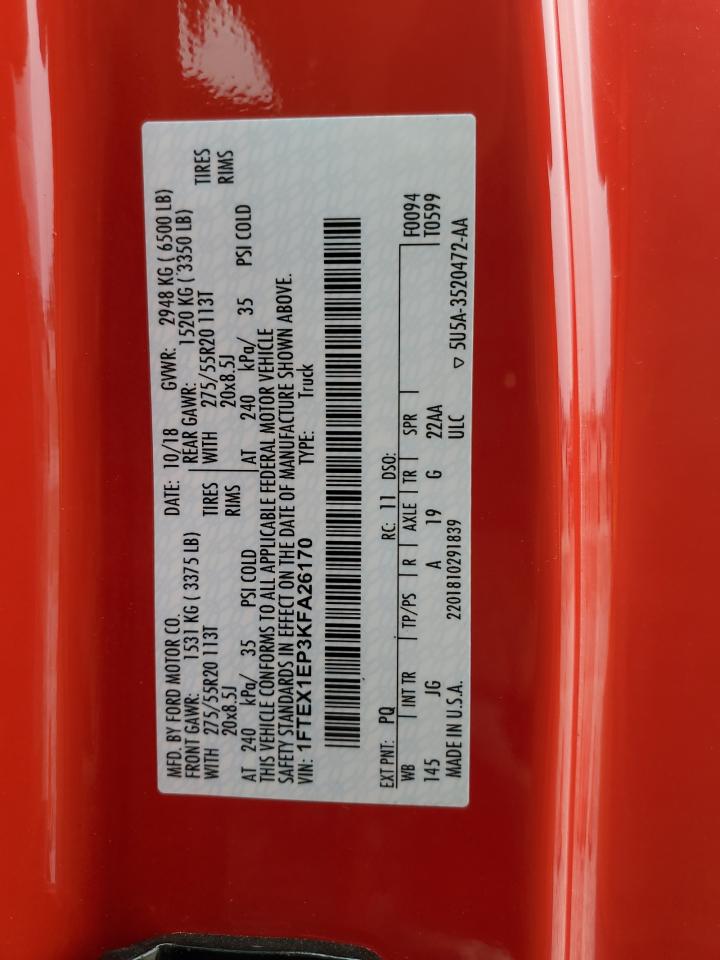 MFD. BY FORD MOTOR CO. DATE: 10/18 GVWR: 2948 KG ( 6500 LB)
FRONT GAWR: 1531 KG ( 3375 LB) REAR GAWR: 1520 KG ( 3350 LB)
WITH 275/55R20 113T TIRES WITH 275/55R20 113T TIRES
20x8.5J RIMS 20x8.5J RIMS
AT 240 kPa/ 35 PSI COLD AT 240 kPa/ 35 PSI COLD
THIS VEHICLE CONFORMS TO ALL APPLICABLE FEDERAL MOTOR VEHICLE
SAFETY STANDARDS IN EFFECT ON THE DATE OF MANUFACTURE SHOWN ABOVE.
VIN: 1FTEX1EP3KFA26170 TYPE: Truck
EXT PNT: PQ RC: 11 DSO: F0094
WB INT TR TP/PS R AXLE TR SPR T0599
145 JG A 19 G 22AA
MADE IN U.S.A. 2201810291839 ULC
▽ 5U5A-3520472-AA